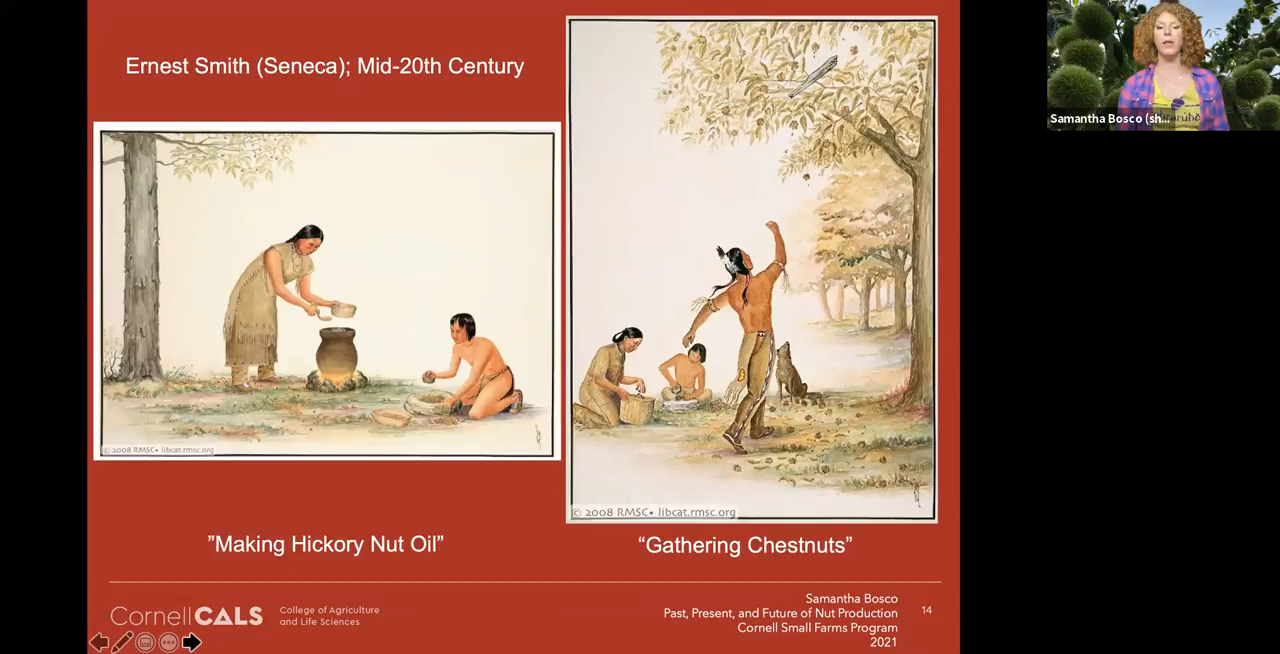 Ernest Smith (Seneca); Mid-20th Century
© 2008 RMSC• libcat.rmsc.org
© 2008 RMSC• libcat.rmsc.org
”Making Hickory Nut Oil”
“Gathering Chestnuts”
CornellCALS
College of Agriculture
and Life Sciences
Samantha Bosco
Past, Present, and Future of Nut Production
Cornell Small Farms Program
2021
14
Samantha Bosco (sh...